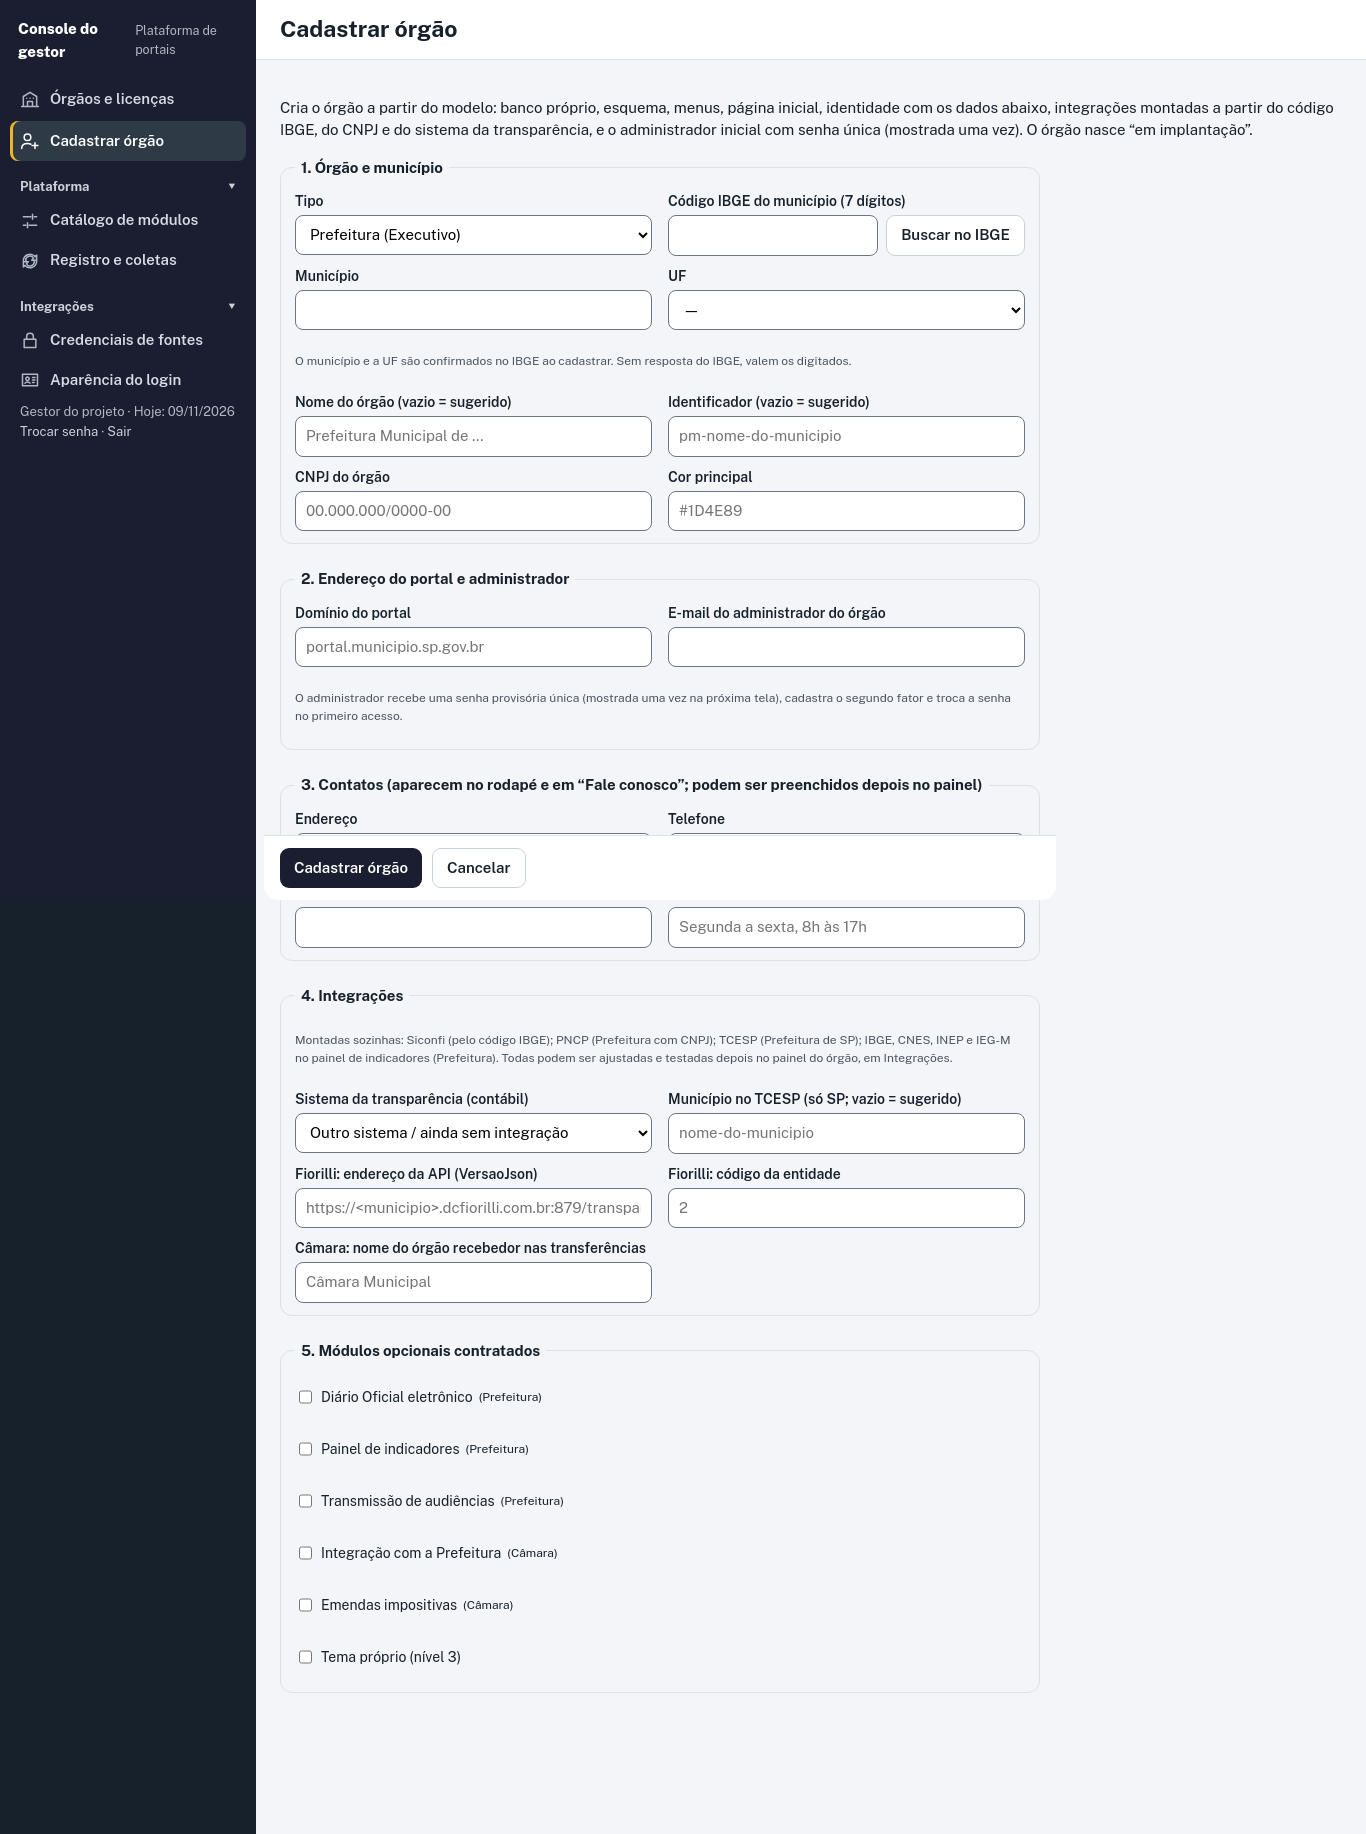 Console do
gestor
Plataforma de
portais
Órgãos e licenças
Cadastrar órgão
Plataforma ▼
Catálogo de módulos
Registro e coletas
Integrações ▼
Credenciais de fontes
Aparência do login
Gestor do projeto · Hoje: 09/11/2026
Trocar senha · Sair
Cadastrar órgão
Cria o órgão a partir do modelo: banco próprio, esquema, menus, página inicial, identidade com os dados abaixo, integrações montadas a partir do código
IBGE, do CNPJ e do sistema da transparência, e o administrador inicial com senha única (mostrada uma vez). O órgão nasce “em implantação”.
1. Órgão e município
Tipo
Código IBGE do município (7 dígitos)
Prefeitura (Executivo)
Buscar no IBGE
Município
UF
—
O município e a UF são confirmados no IBGE ao cadastrar. Sem resposta do IBGE, valem os digitados.
Nome do órgão (vazio = sugerido)
Identificador (vazio = sugerido)
Prefeitura Municipal de ...
pm-nome-do-municipio
CNPJ do órgão
Cor principal
00.000.000/0000-00
#1D4E89
2. Endereço do portal e administrador
Domínio do portal
E-mail do administrador do órgão
portal.municipio.sp.gov.br
O administrador recebe uma senha provisória única (mostrada uma vez na próxima tela), cadastra o segundo fator e troca a senha
no primeiro acesso.
3. Contatos (aparecem no rodapé e em “Fale conosco”; podem ser preenchidos depois no painel)
Endereço
Telefone
Cadastrar órgão
Cancelar
Segunda a sexta, 8h às 17h
4. Integrações
Montadas sozinhas: Siconfi (pelo código IBGE); PNCP (Prefeitura com CNPJ); TCESP (Prefeitura de SP); IBGE, CNES, INEP e IEG-M
no painel de indicadores (Prefeitura). Todas podem ser ajustadas e testadas depois no painel do órgão, em Integrações.
Sistema da transparência (contábil)
Município no TCESP (só SP; vazio = sugerido)
Outro sistema / ainda sem integração
nome-do-municipio
Fiorilli: endereço da API (VersaoJson)
Fiorilli: código da entidade
https://<municipio>.dcfiorilli.com.br:879/transpa
2
Câmara: nome do órgão recebedor nas transferências
Câmara Municipal
5. Módulos opcionais contratados
Diário Oficial eletrônico (Prefeitura)
Painel de indicadores (Prefeitura)
Transmissão de audiências (Prefeitura)
Integração com a Prefeitura (Câmara)
Emendas impositivas (Câmara)
Tema próprio (nível 3)